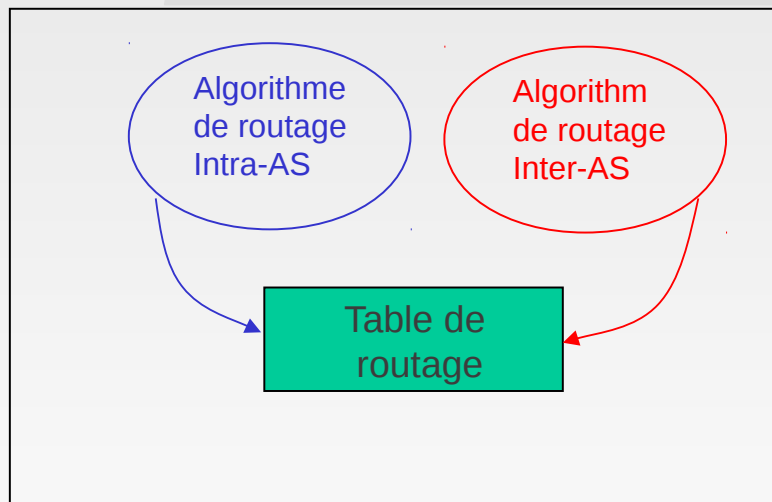 Algorithme
de routage
Intra-AS
Algorithm
de routage
Inter-AS
Table de
routage